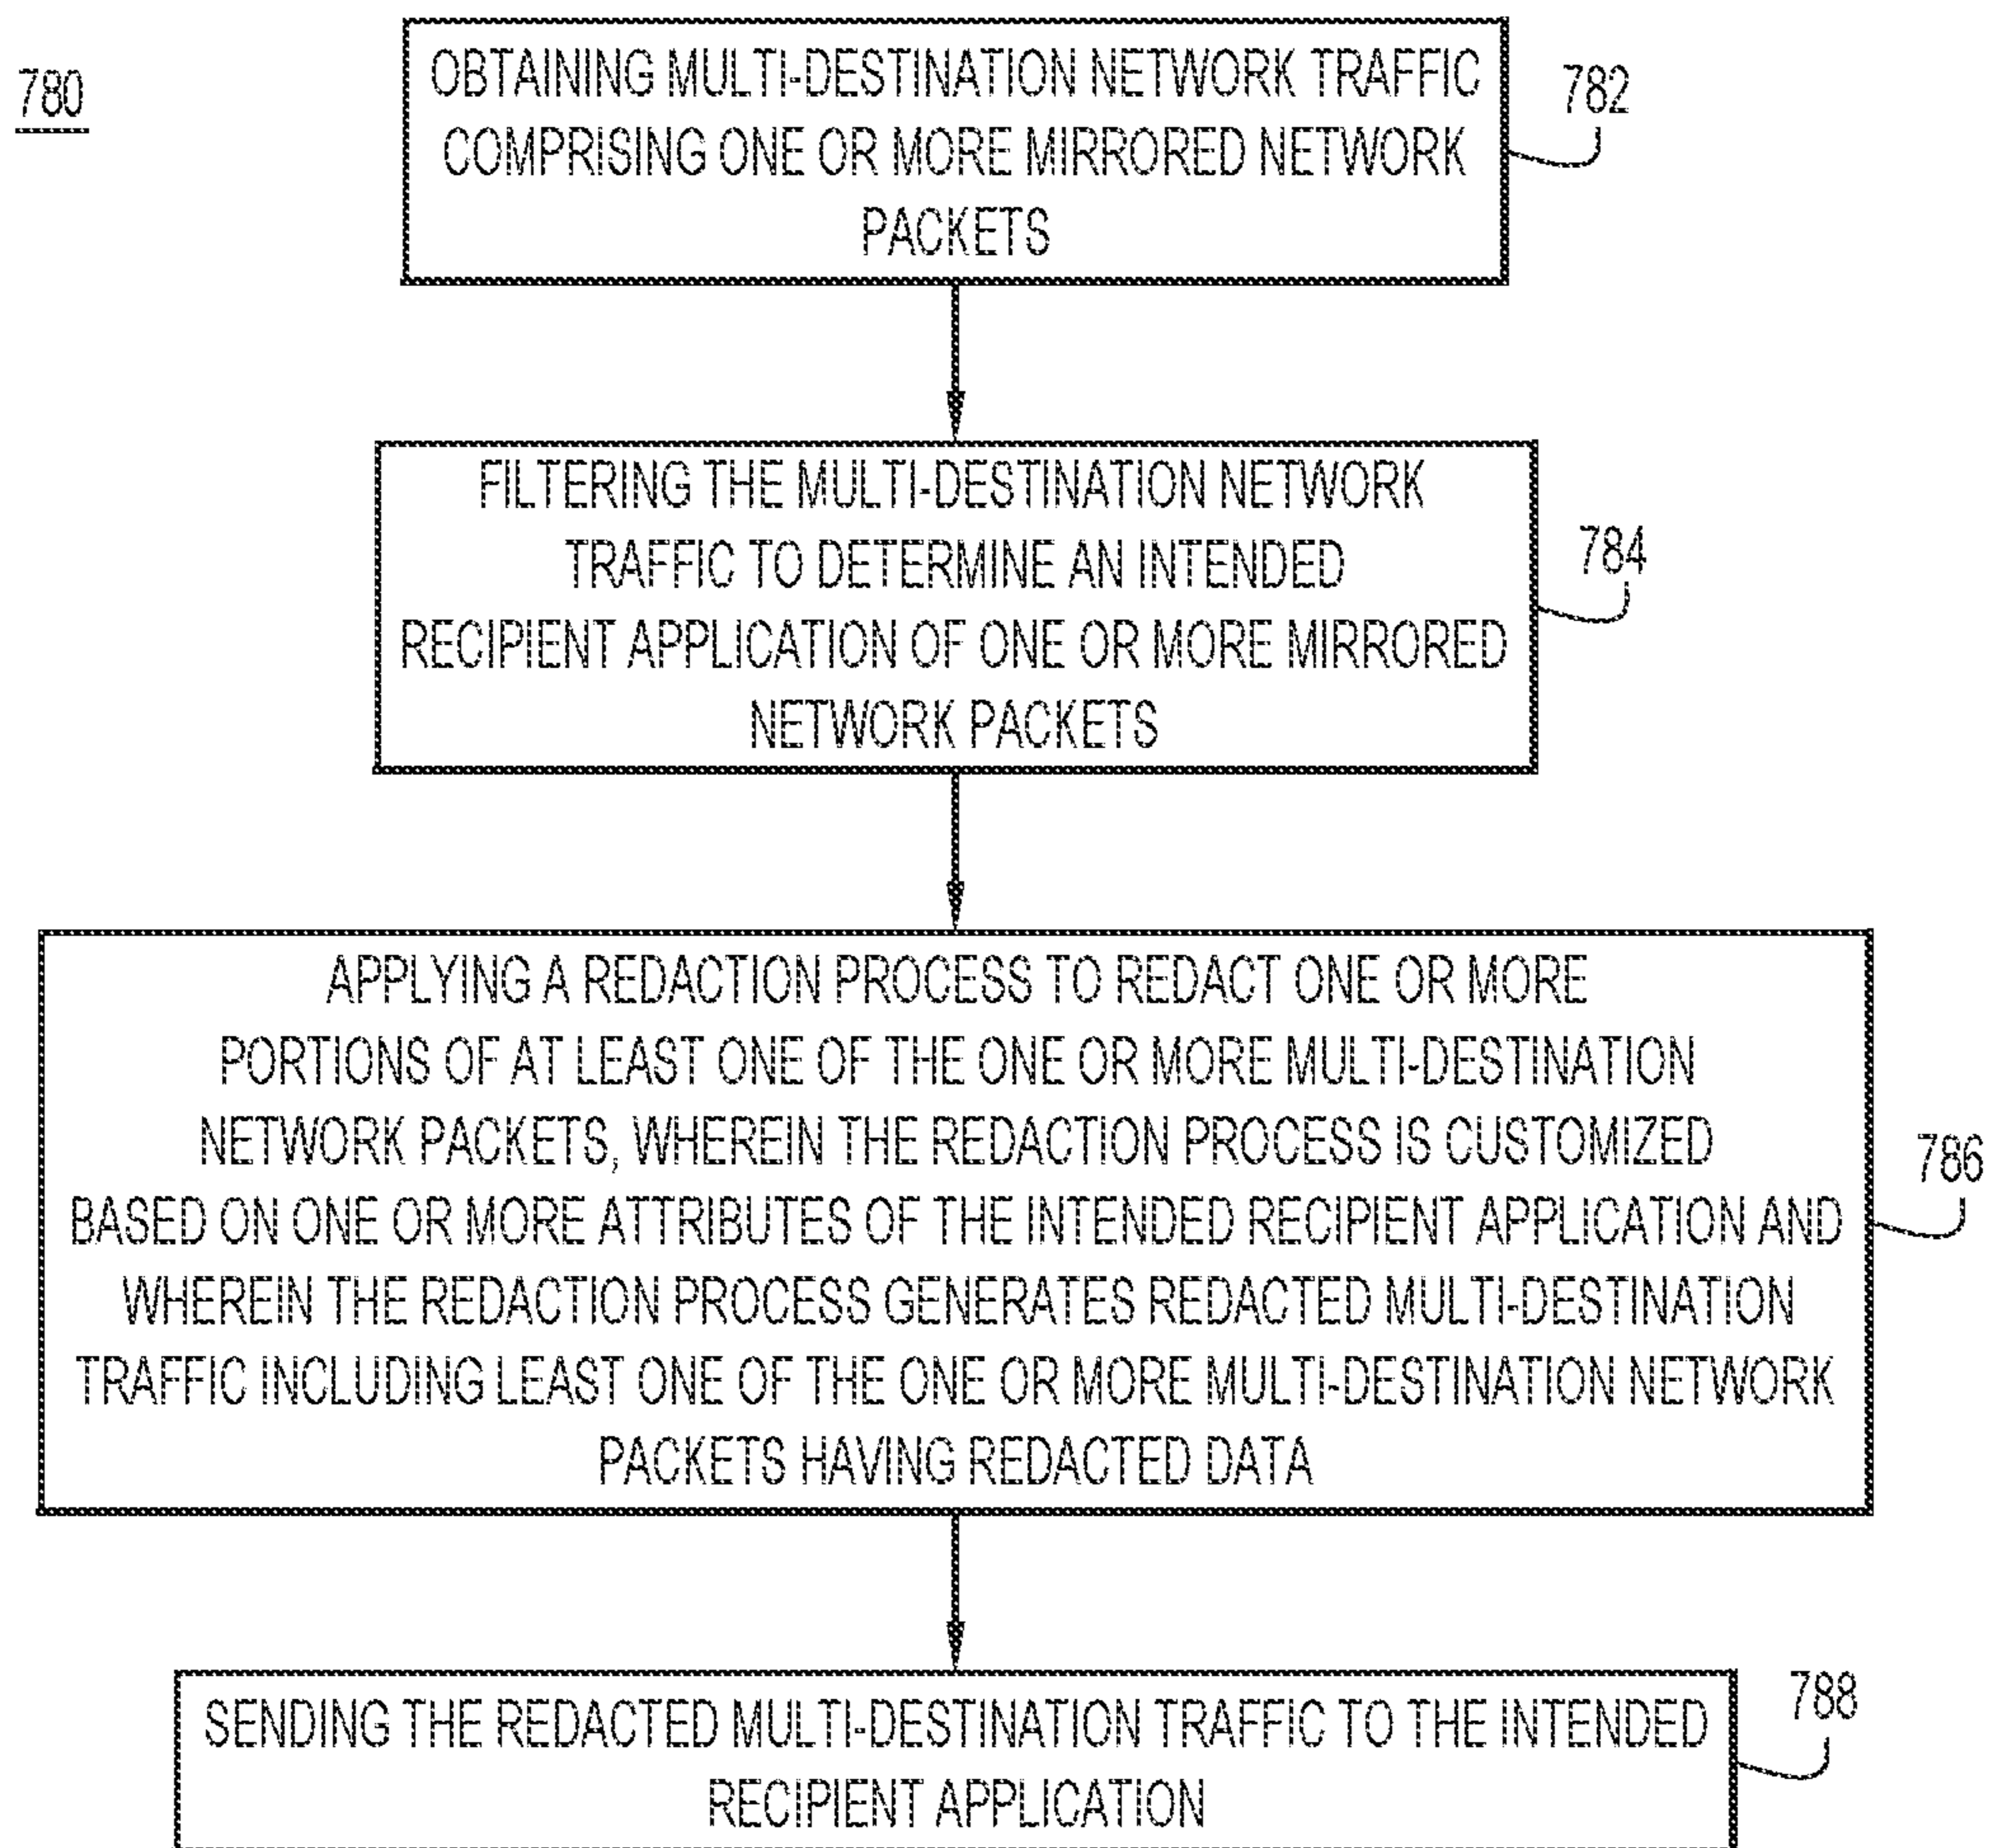 780
OBTAINING MULTI-DESTINATION NETWORK TRAFFIC
COMPRISING ONE OR MORE MIRRORED NETWORK
PACKETS
782
FILTERING THE MULTI-DESTINATION NETWORK
TRAFFIC TO DETERMINE AN INTENDED
RECIPIENT APPLICATION OF ONE OR MORE MIRRORED
NETWORK PACKETS
784
APPLYING A REDACTION PROCESS TO REDACT ONE OR MORE
PORTIONS OF AT LEAST ONE OF THE ONE OR MORE MULTI-DESTINATION
NETWORK PACKETS, WHEREIN THE REDACTION PROCESS IS CUSTOMIZED
BASED ON ONE OR MORE ATTRIBUTES OF THE INTENDED RECIPIENT APPLICATION AND
WHEREIN THE REDACTION PROCESS GENERATES REDACTED MULTI-DESTINATION
TRAFFIC INCLUDING LEAST ONE OF THE ONE OR MORE MULTI-DESTINATION NETWORK
PACKETS HAVING REDACTED DATA
786
SENDING THE REDACTED MULTI-DESTINATION TRAFFIC TO THE INTENDED
RECIPIENT APPLICATION
788